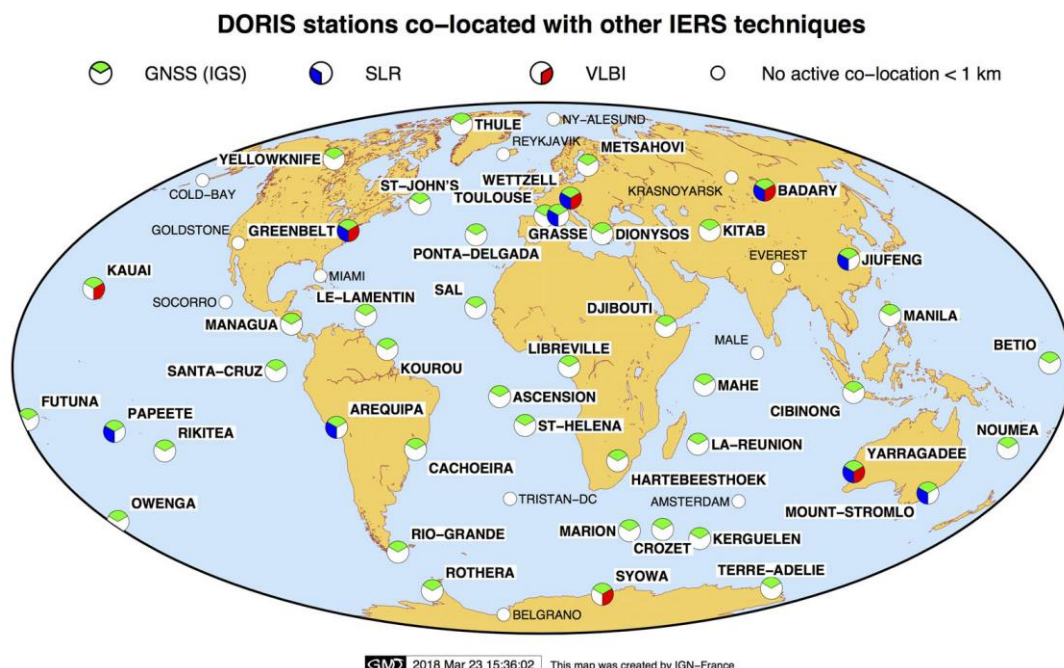 DORIS stations co-located with other IERS techniques
GNSS (IGS)
SLR
VLBI
No active co-location < 1 km
THULE
NY-ALESUND
REYKJAVIK
METSAHOVI
YELLOWKNIFE
COLD-BAY
ST-JOHN'S
WETTZELL
TOULOUSE
KRASNOYARSK
BADARY
GOLDSTONE
GREENBELT
GRASSE
DIONYSOS
KITAB
PONTA-DELGADA
EVEREST
JIUFENG
KAUAI
MIAMI
SOCORRO
LE-LAMENTIN
SAL
MANAGUA
DJIBOUTI
MANILA
MALE
BETIO
LIBREVILLE
SANTA-CRUZ
KOUROU
MAHE
ASCENSION
CIBINONG
FUTUNA
PAPEETE
RIKITEA
AREQUIPA
ST-HELENA
LA-REUNION
NOUMEA
YARRAGADEE
CACHOEIRA
HARTEBEESTHOEK
OWENGA
TRISTAN-DC
AMSTERDAM
MOUNT-STROMLO
RIO-GRANDE
MARION
CROZET
KERGUELEN
ROTHERA
SYOWA
TERRE-ADELIE
BELGRANO
GMD 2018 Mar 23 15:36:02 This map was created by IGN-France